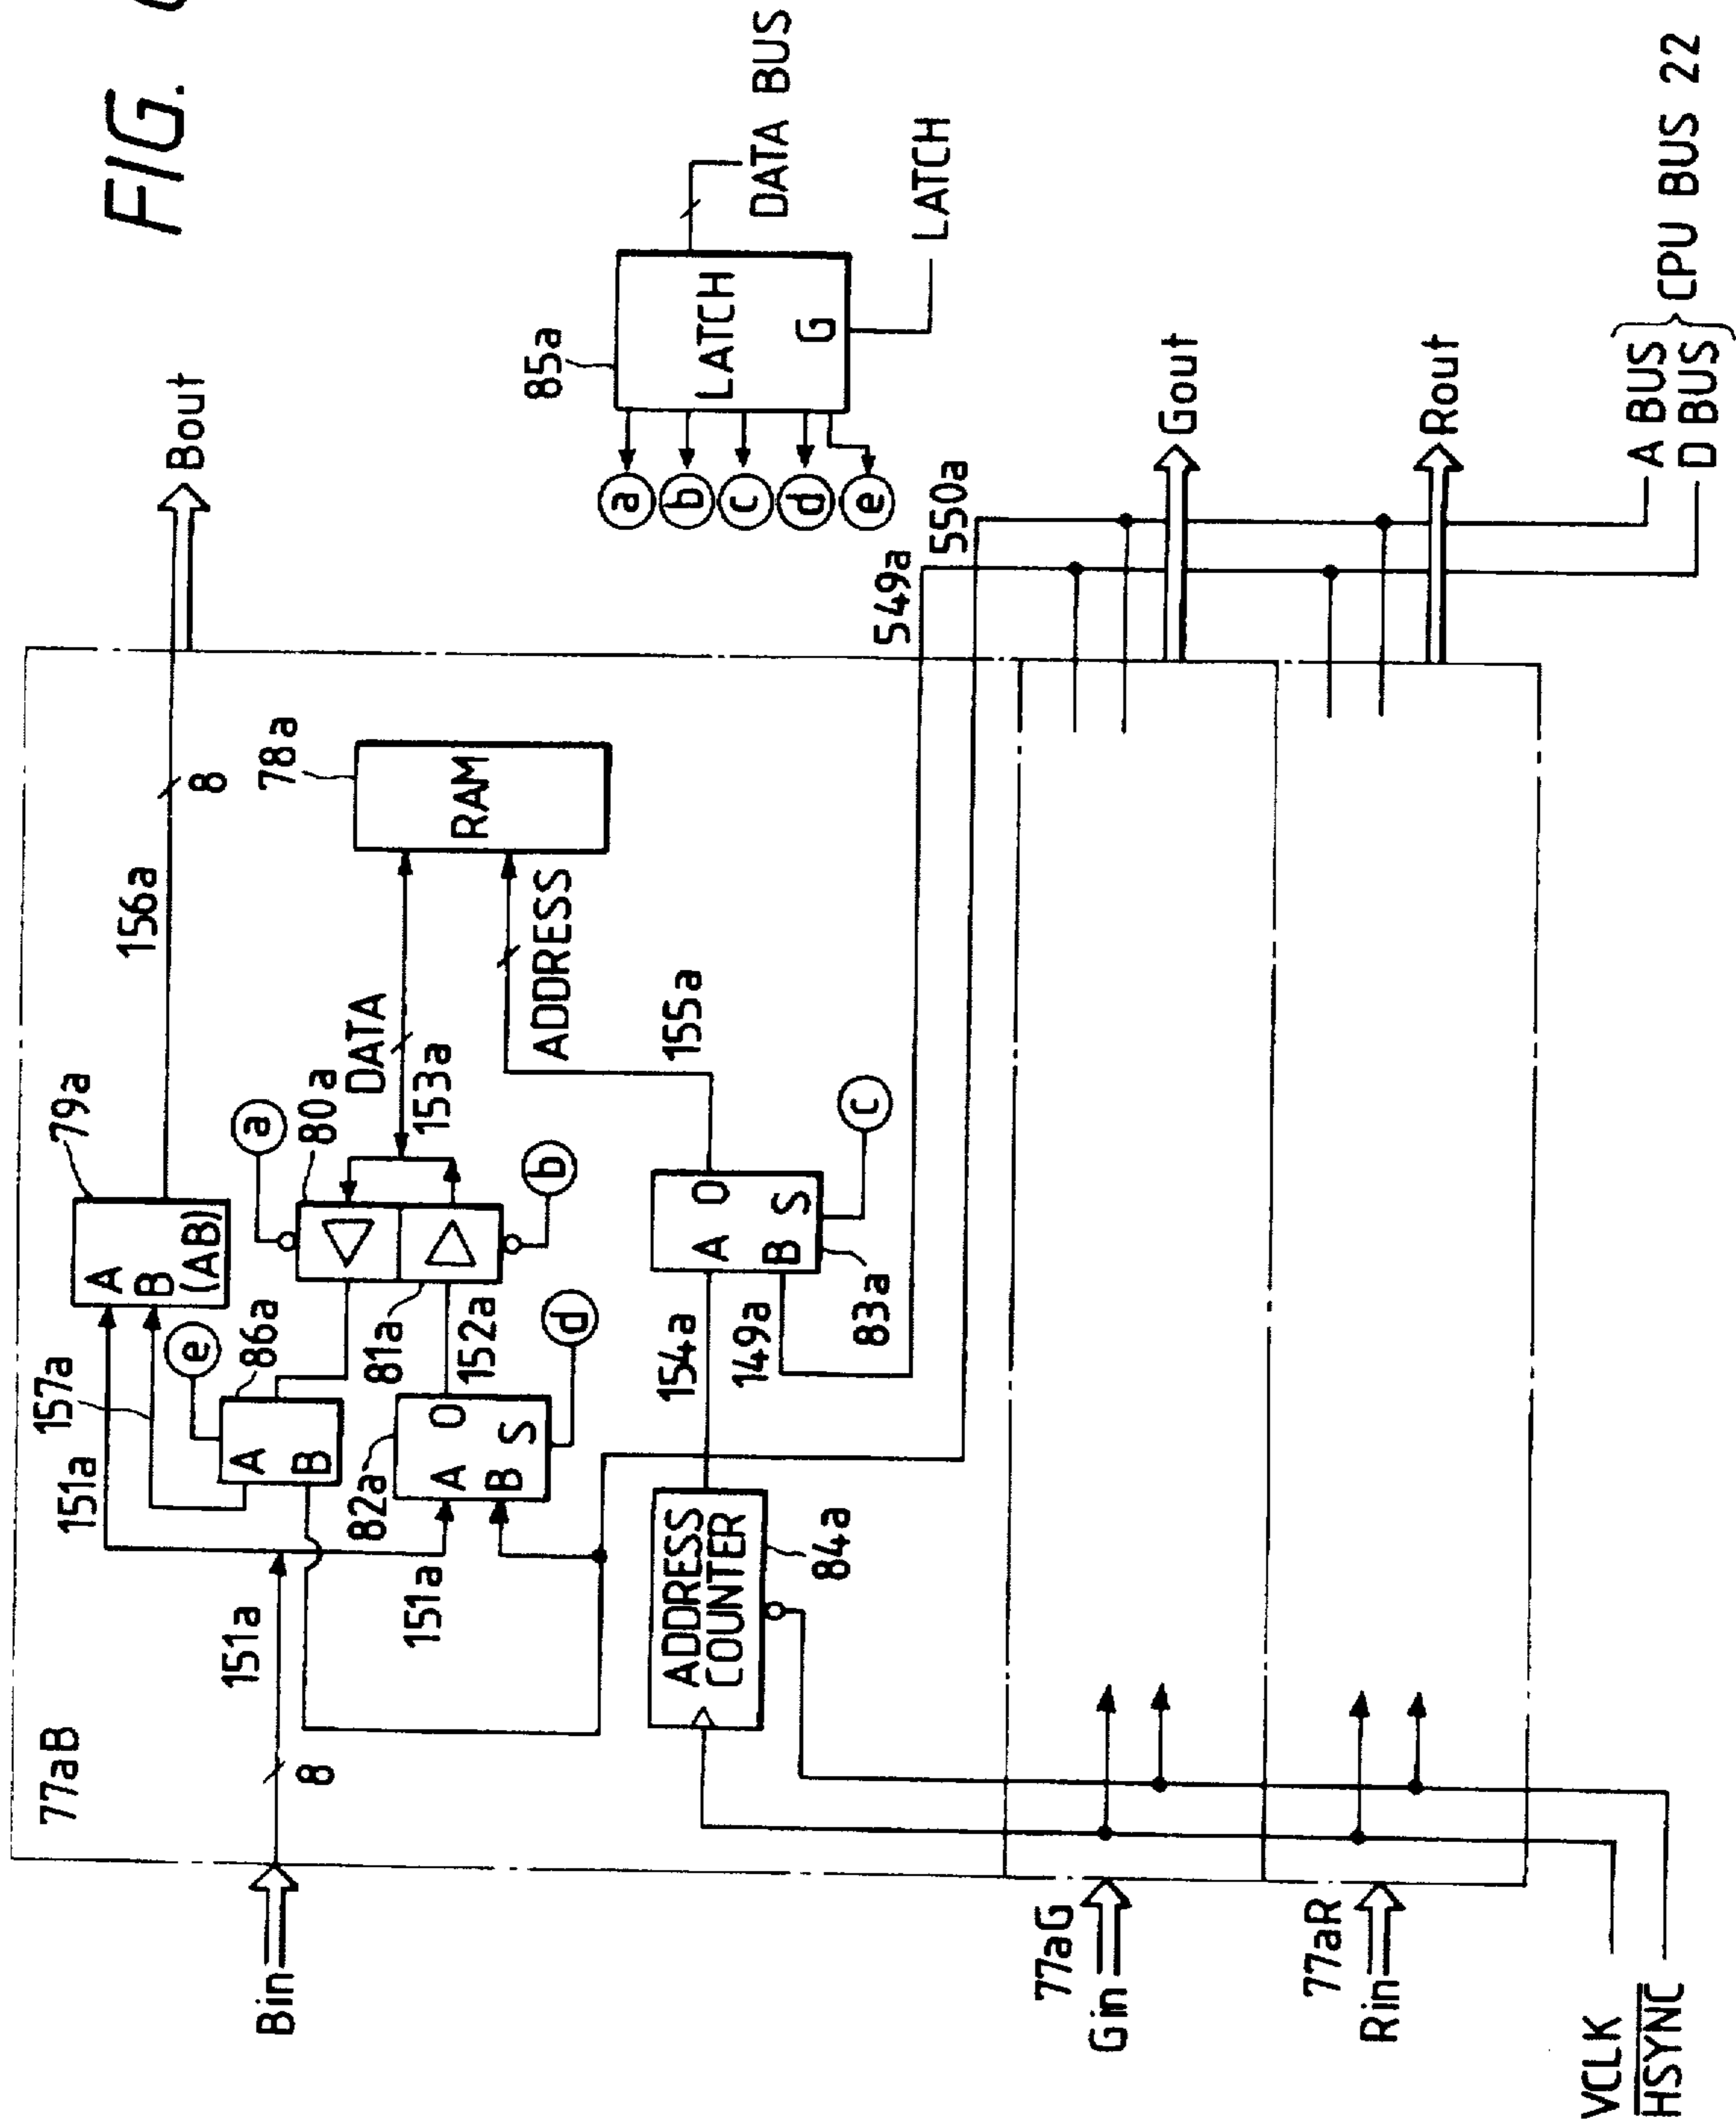 FIG.
77aB
Bin
8
151a
151a
151a
157a
e
86a
A
B
79a
A
B
(AB)
156a
8
Bout
a
80a
81a
b
82a
A O
B S
152a
d
DATA
153a
RAM
78a
ADDRESS
155a
ADDRESS
COUNTER
84a
154a
149a
A O
B S
83a
c
85a
LATCH
G
DATA BUS
LATCH
a
b
c
d
e
549a
550a
77aG
Gin
Gout
77aR
Rin
Rout
VCLK
HSYNC
A BUS
D BUS
CPU BUS 22